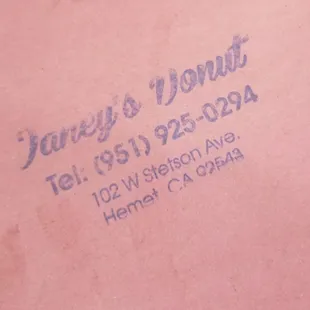 Janey's Donut
Tel: (951) 925-0294
102 W Stetson Ave.
Hemet, CA 92543